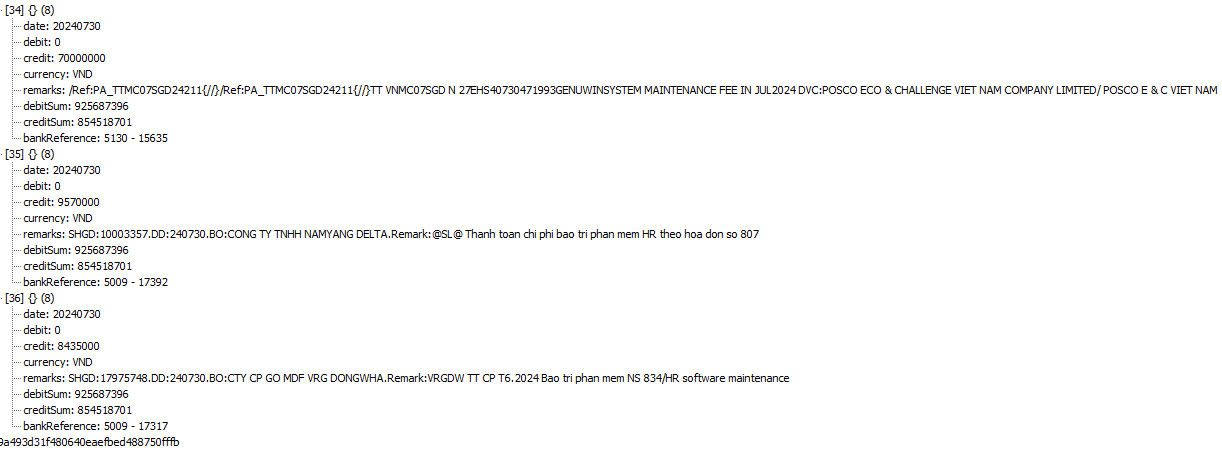 [34] {} (8)
date: 20240730
debit: 0
credit: 70000000
currency: VND
remarks: /Ref:PA_TTMC07SGD24211{//}/Ref:PA_TTMC07SGD24211{//}TT VNMC07SGD N 27EHS40730471993GENUWINSYSTEM MAINTENANCE FEE IN JUL2024 DVC:POSCO ECO & CHALLENGE VIET NAM COMPANY LIMITED/ POSCO E & C VIET NAM
debitSum: 925687396
creditSum: 854518701
bankReference: 5130 - 15635
[35] {} (8)
date: 20240730
debit: 0
credit: 9570000
currency: VND
remarks: SHGD:10003357.DD:240730.BO:CONG TY TNHH NAMYANG DELTA.Remark:@SL@ Thanh toan chi phi bao tri phan mem HR theo hoa don so 807
debitSum: 925687396
creditSum: 854518701
bankReference: 5009 - 17392
[36] {} (8)
date: 20240730
debit: 0
credit: 8435000
currency: VND
remarks: SHGD:17975748.DD:240730.BO:CTY CP GO MDF VRG DONGWHA.Remark:VRGDW TT CP T6.2024 Bao tri phan mem NS 834/HR software maintenance
debitSum: 925687396
creditSum: 854518701
bankReference: 5009 - 17317
9a493d31f480640eaefbed488750fffb